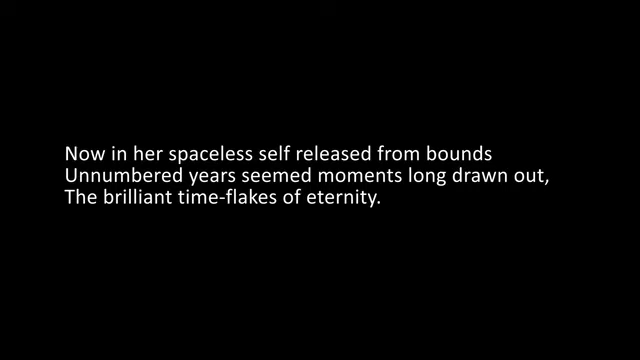 Now in her spaceless self released from bounds
Unnumbered years seemed moments long drawn out,
The brilliant time-flakes of eternity.